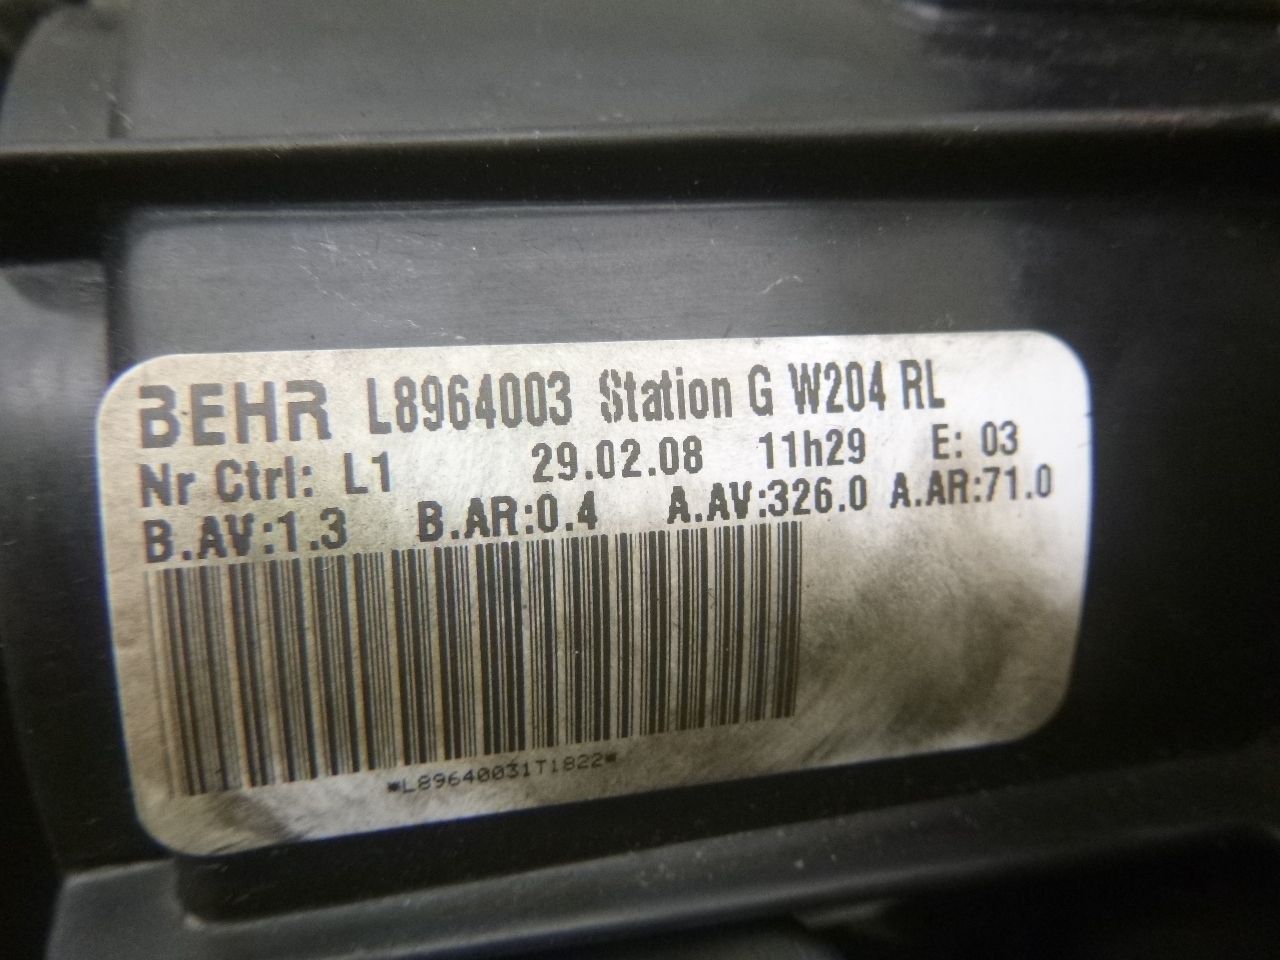 BEHR L8964003 Station G W204 RL
Nr Ctrl: L1 29.02.08 11h29 E: 03
B.AV:1.3 B.AR:0.4 A.AV:326.0 A.AR:71.0
*L89640031T1822*